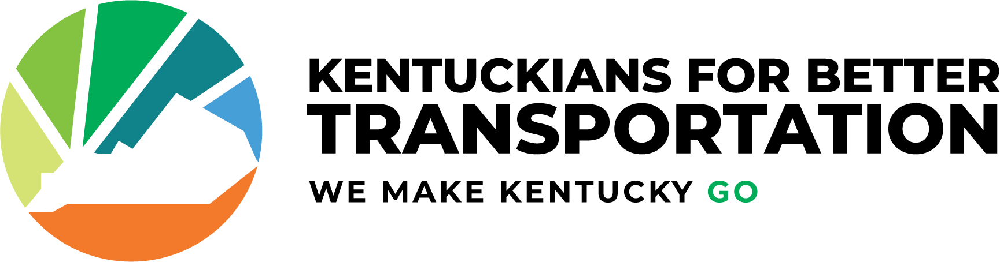 KENTUCKIANS FOR BETTER
TRANSPORTATION
WE MAKE KENTUCKY GO